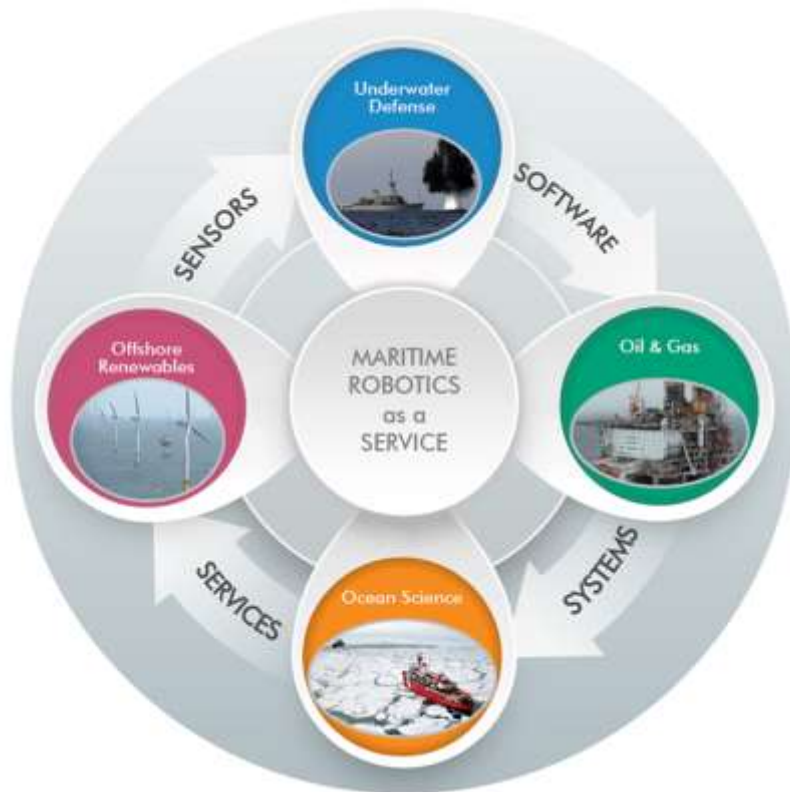 Underwater
Defense
SENSORS
SOFTWARE
Offshore
Renewables
MARITIME
ROBOTICS
as a
SERVICE
Oil & Gas
SERVICES
SYSTEMS
Ocean Science